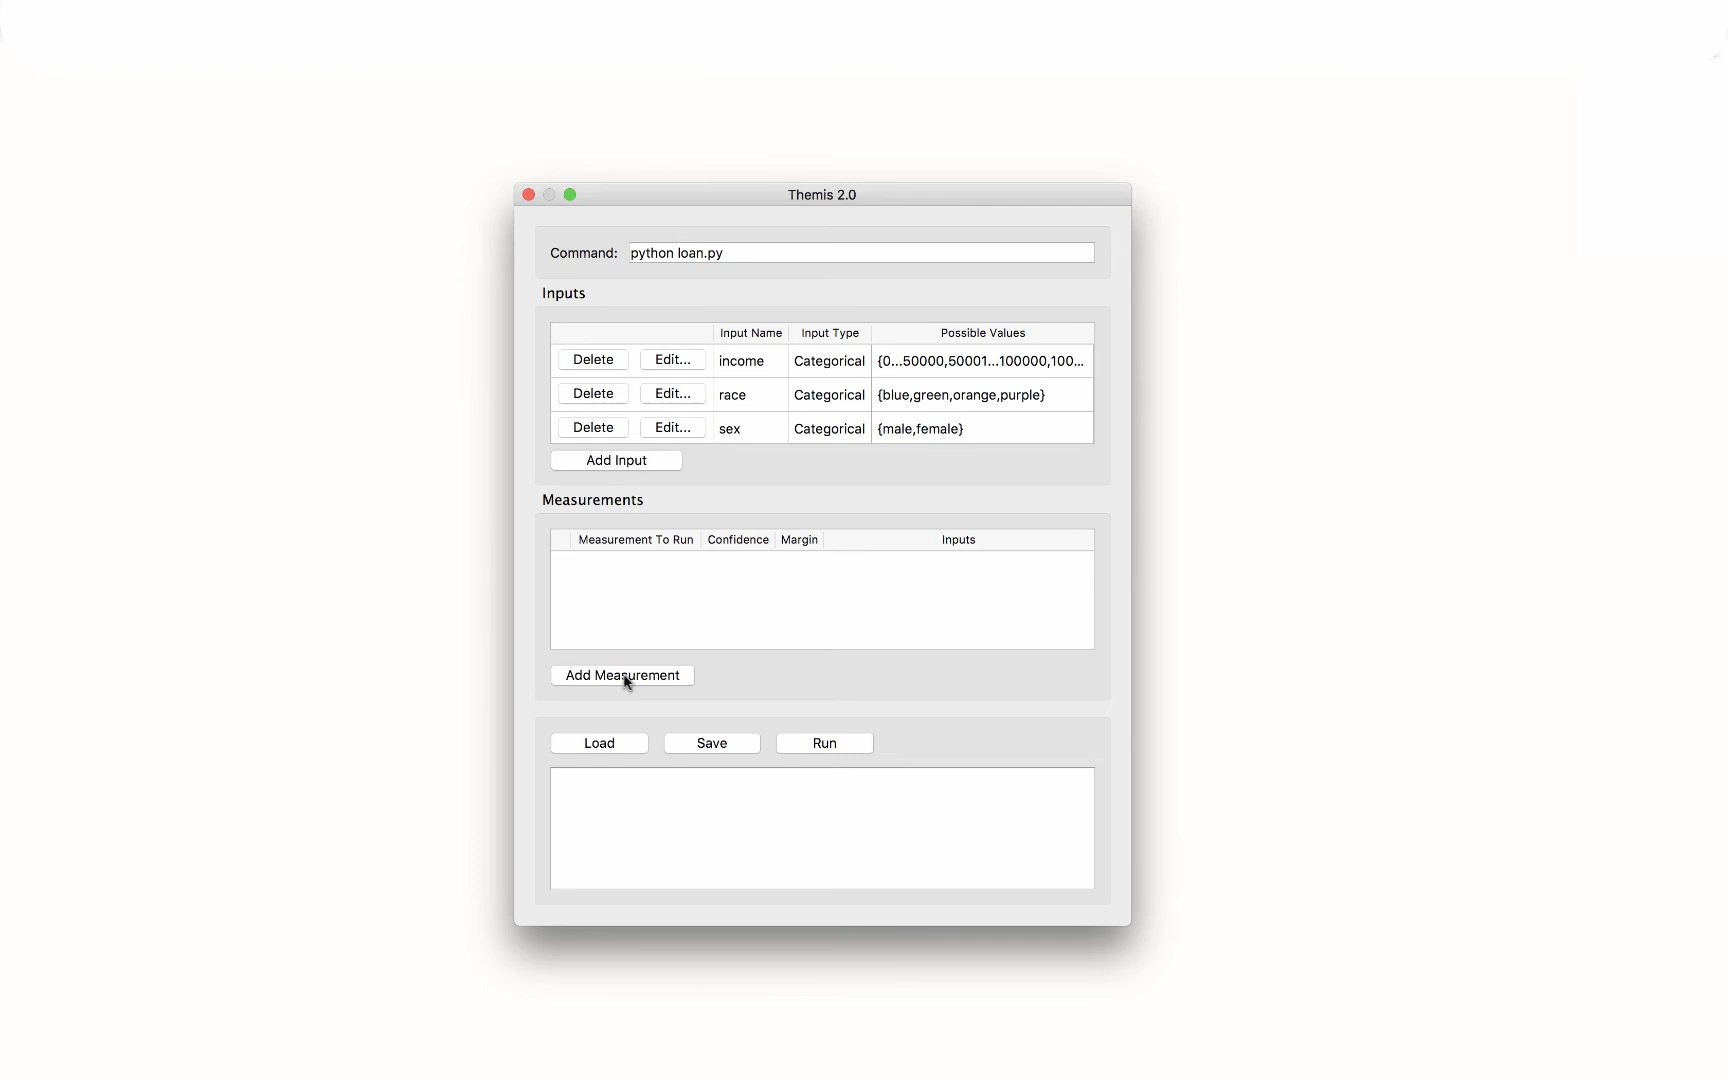 Themis 2.0
Command: python loan.py
Inputs
Input Name Input Type Possible Values
Delete Edit... income Categorical {0...50000,50001...100000,100...
Delete Edit... race Categorical {blue,green,orange,purple}
Delete Edit... sex Categorical {male,female}
Add Input
Measurements
Measurement To Run Confidence Margin Inputs
Add Measurement
Load Save Run